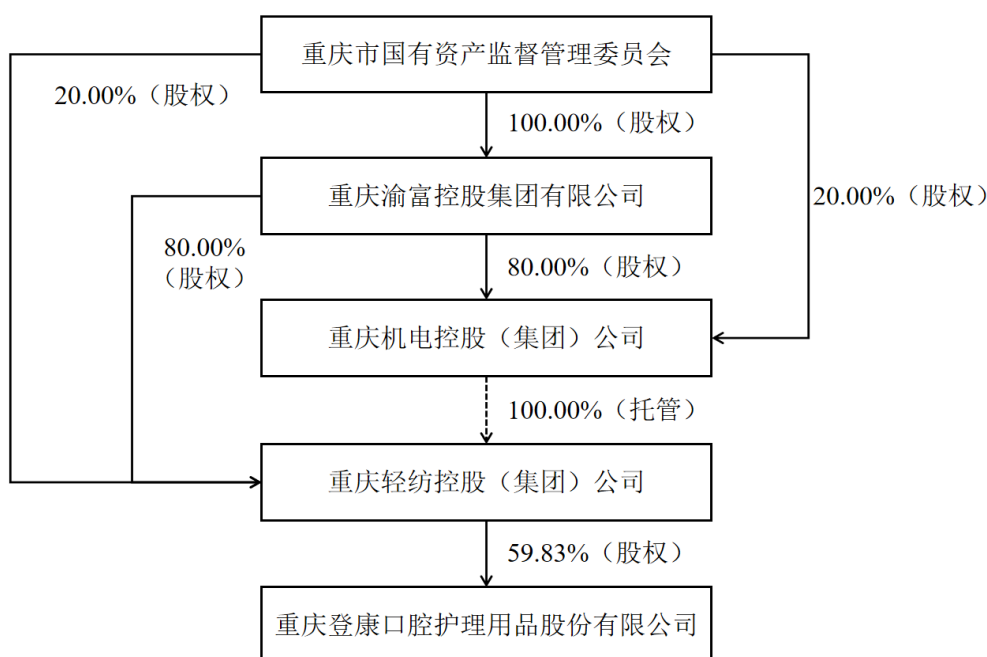 重庆市国有资产监督管理委员会
20.00%（股权）
100.00%（股权）
重庆渝富控股集团有限公司
20.00%（股权）
80.00%
（股权）
80.00%（股权）
重庆机电控股（集团）公司
100.00%（托管）
重庆轻纺控股（集团）公司
59.83%（股权）
重庆登康口腔护理用品股份有限公司